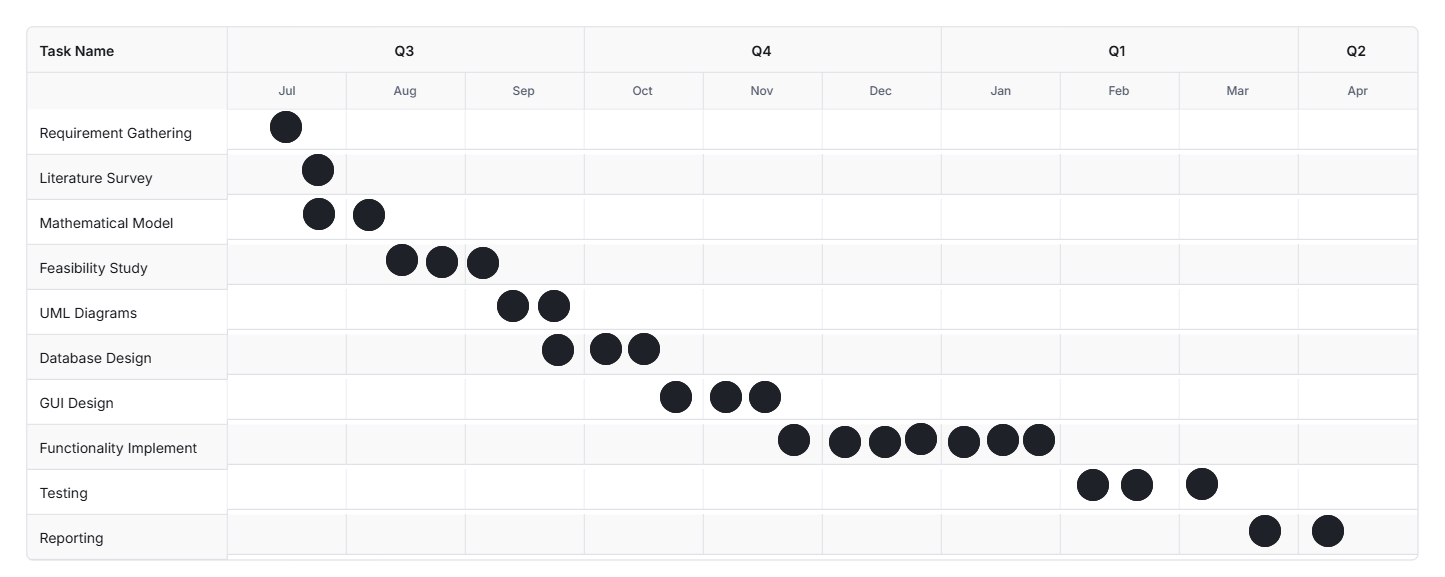 Task Name Q3 Q4 Q1 Q2
Jul Aug Sep Oct Nov Dec Jan Feb Mar Apr
Requirement Gathering
Literature Survey
Mathematical Model
Feasibility Study
UML Diagrams
Database Design
GUI Design
Functionality Implement
Testing
Reporting